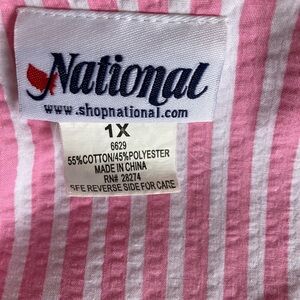 National
www.shopnational.com
1X
6629
55%COTTON/45%POLYESTER
MADE IN CHINA
RN# 28274
SEE REVERSE SIDE FOR CARE